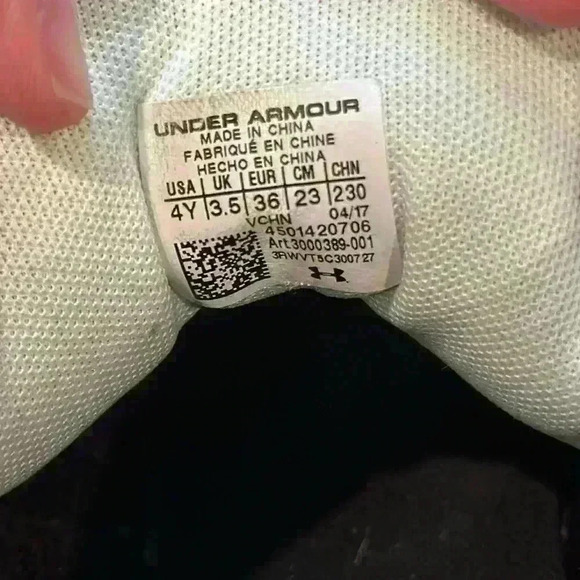 UNDER ARMOUR
MADE IN CHINA
FABRIQUÉ EN CHINE
HECHO EN CHINA
USA UK EUR CM CHN
4Y 3.5 36 23 230
VCHN 04/17
4501420706
Art.3000389-001
3RWVT5C300727